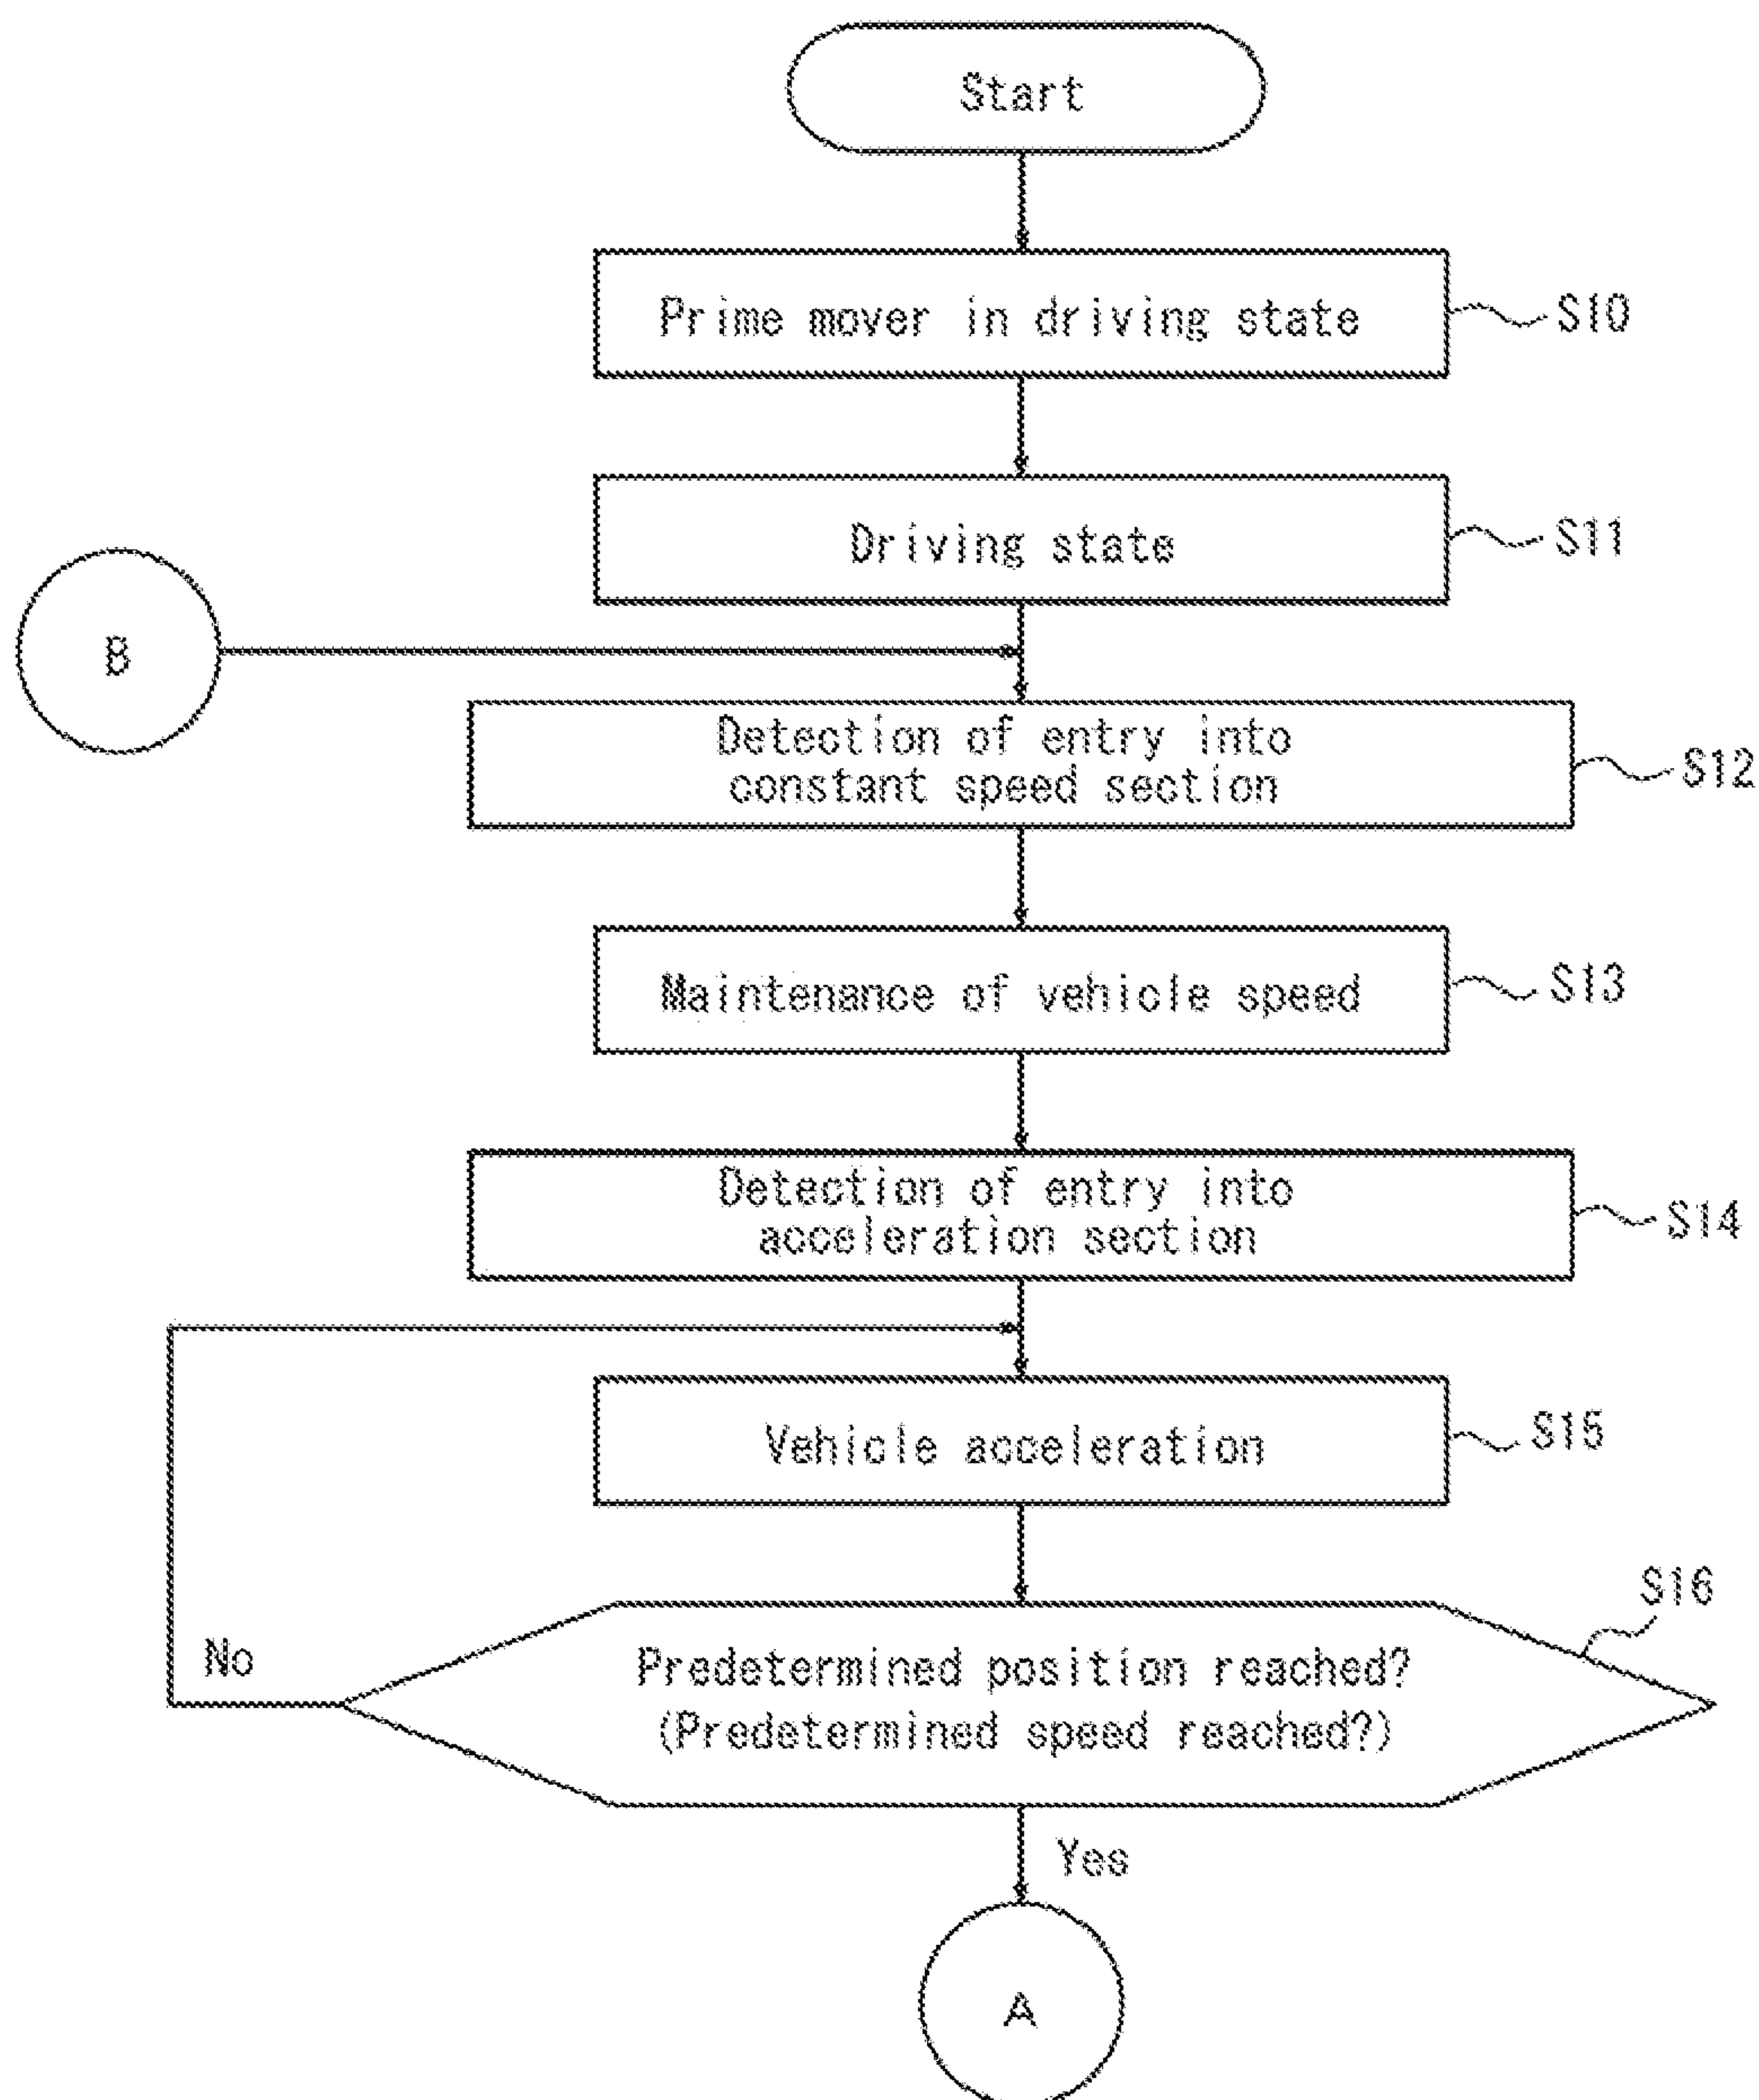 Start
Prime mover in driving state
S10
Driving state
S11
B
Detection of entry into
constant speed section
S12
Maintenance of vehicle speed
S13
Detection of entry into
acceleration section
S14
Vehicle acceleration
S15
S16
No
Predetermined position reached?
(Predetermined speed reached?)
Yes
A